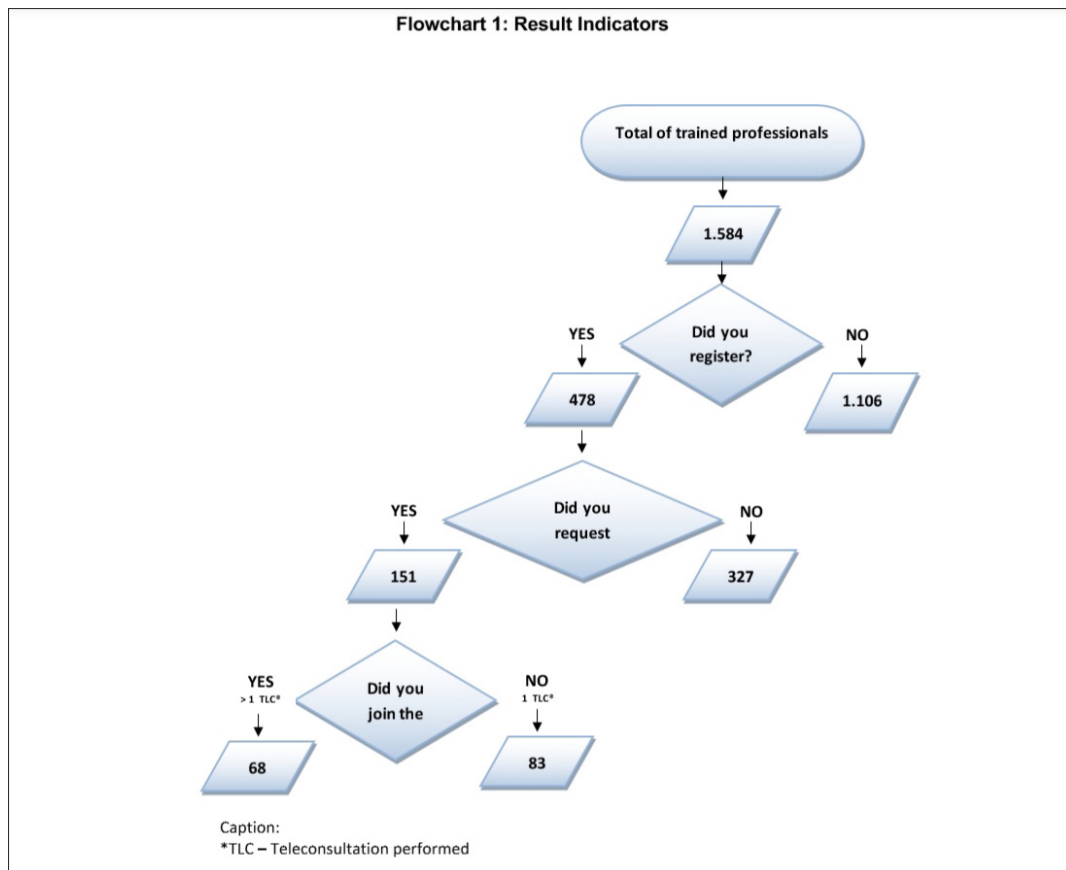 Flowchart 1: Result Indicators
Total of trained professionals
1.584
Did you
register?
YES
NO
478
1.106
Did you
request
YES
NO
151
327
Did you
join the
YES
> 1 TLC*
NO
1 TLC*
68
83
Caption:
*TLC – Teleconsultation performed